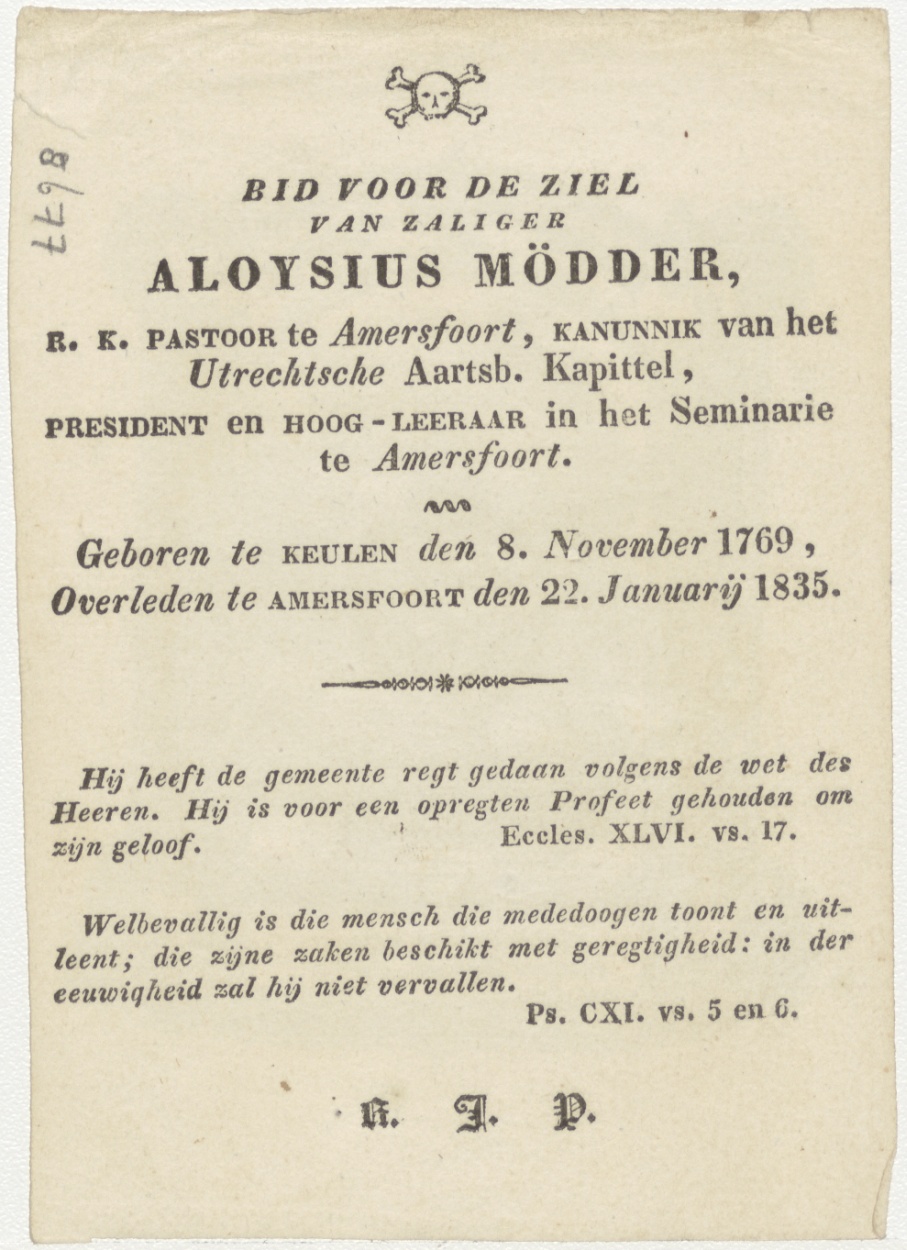 8677
BID VOOR DE ZIEL
VAN ZALIGER
ALOYSIUS MÖDDER,
R. K. PASTOOR te Amersfoort, KANUNNIK van het
Utrechtsche Aartsb. Kapittel,
PRESIDENT en HOOG-LEERAAR in het Seminarie
te Amersfoort.
Geboren te KEULEN den 8. November 1769,
Overleden te AMERSFOORT den 22. Januarij 1835.
Hij heeft de gemeente regt gedaan volgens de wet des
Heeren. Hij is voor een opregten Profeet gehouden om
zijn geloof. Eccles. XLVI. vs. 17.
Welbevallig is die mensch die mededoogen toont en uit-
leent; die zijne zaken beschikt met geregtigheid: in der
eeuwigheid zal hij niet vervallen.
Ps. CXI. vs. 5 en 6.
R. I. P.